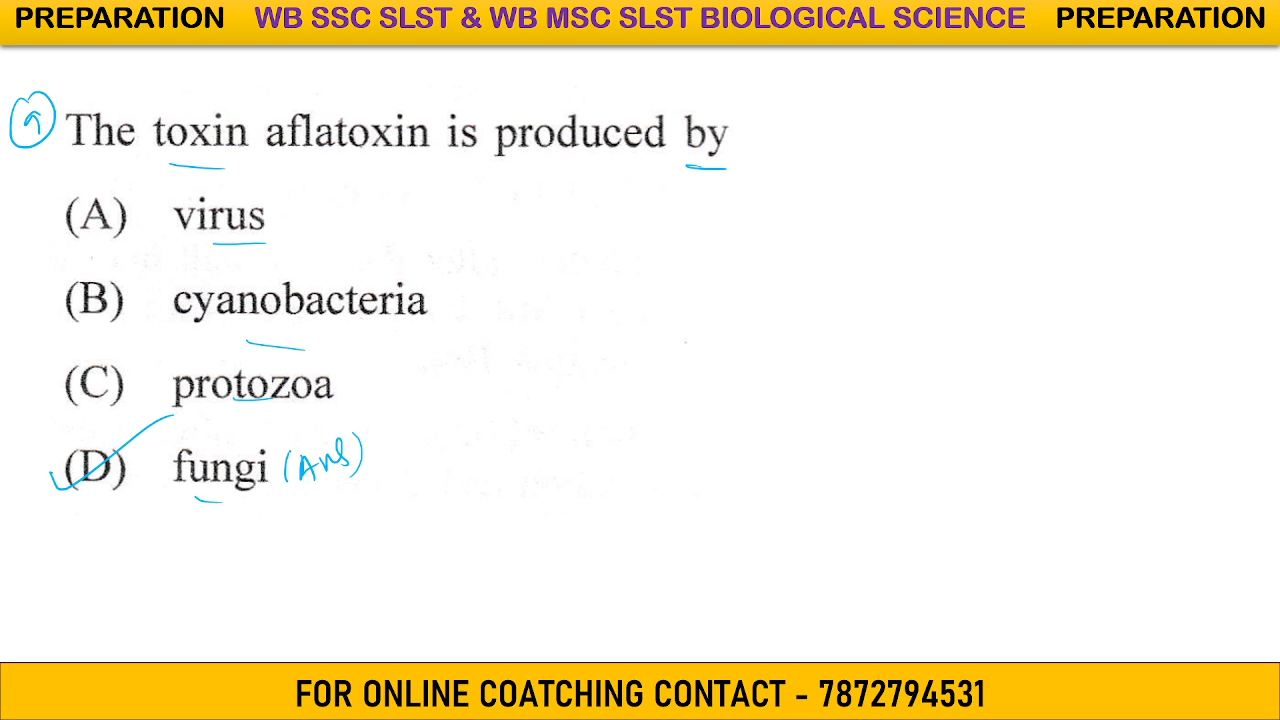 PREPARATION WB SSC SLST & WB MSC SLST BIOLOGICAL SCIENCE PREPARATION
The toxin aflatoxin is produced by
(A) virus
(B) cyanobacteria
(C) protozoa
(D) fungi (Ans)
FOR ONLINE COATCHING CONTACT - 7872794531